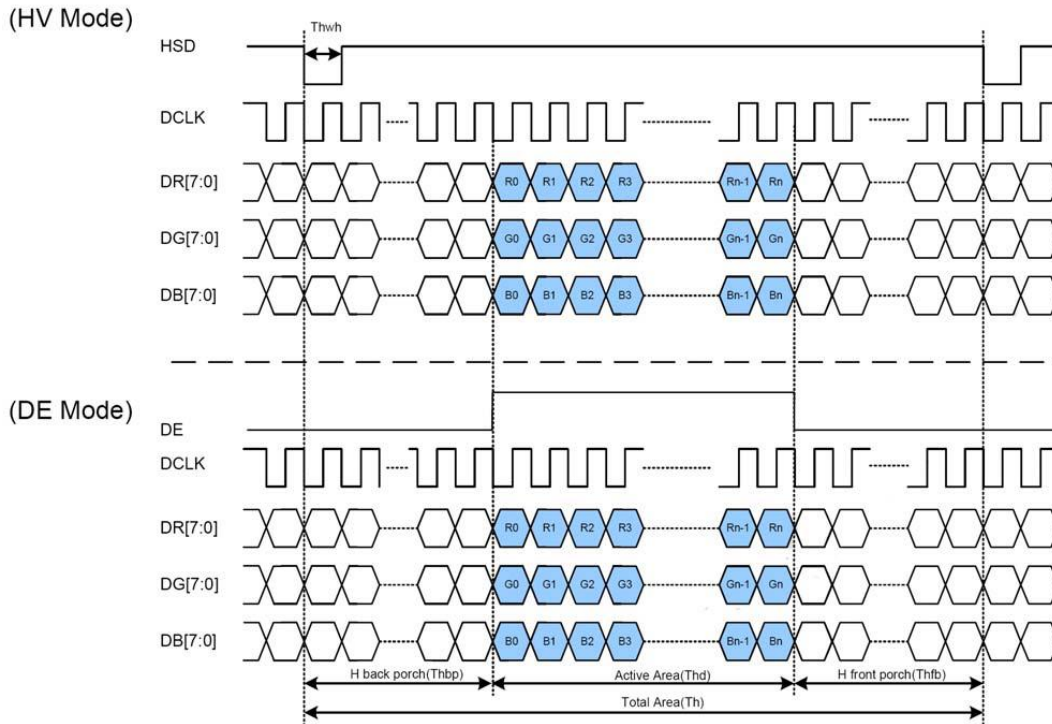 (HV Mode)
Thwh
HSD
DCLK
DR[7:0] R0 R1 R2 R3 Rn-1 Rn
DG[7:0] G0 G1 G2 G3 Gn-1 Gn
DB[7:0] B0 B1 B2 B3 Bn-1 Bn
(DE Mode)
DE
DCLK
DR[7:0] R0 R1 R2 R3 Rn-1 Rn
DG[7:0] G0 G1 G2 G3 Gn-1 Gn
DB[7:0] B0 B1 B2 B3 Bn-1 Bn
H back porch(Thbp) Active Area(Thd) H front porch(Thfb)
Total Area(Th)